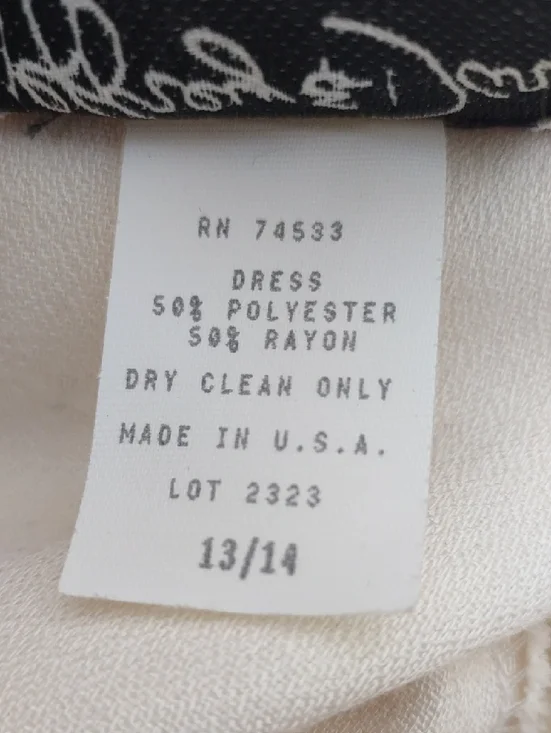 RN 74533
DRESS
50% POLYESTER
50% RAYON
DRY CLEAN ONLY
MADE IN U.S.A.
LOT 2323
13/14